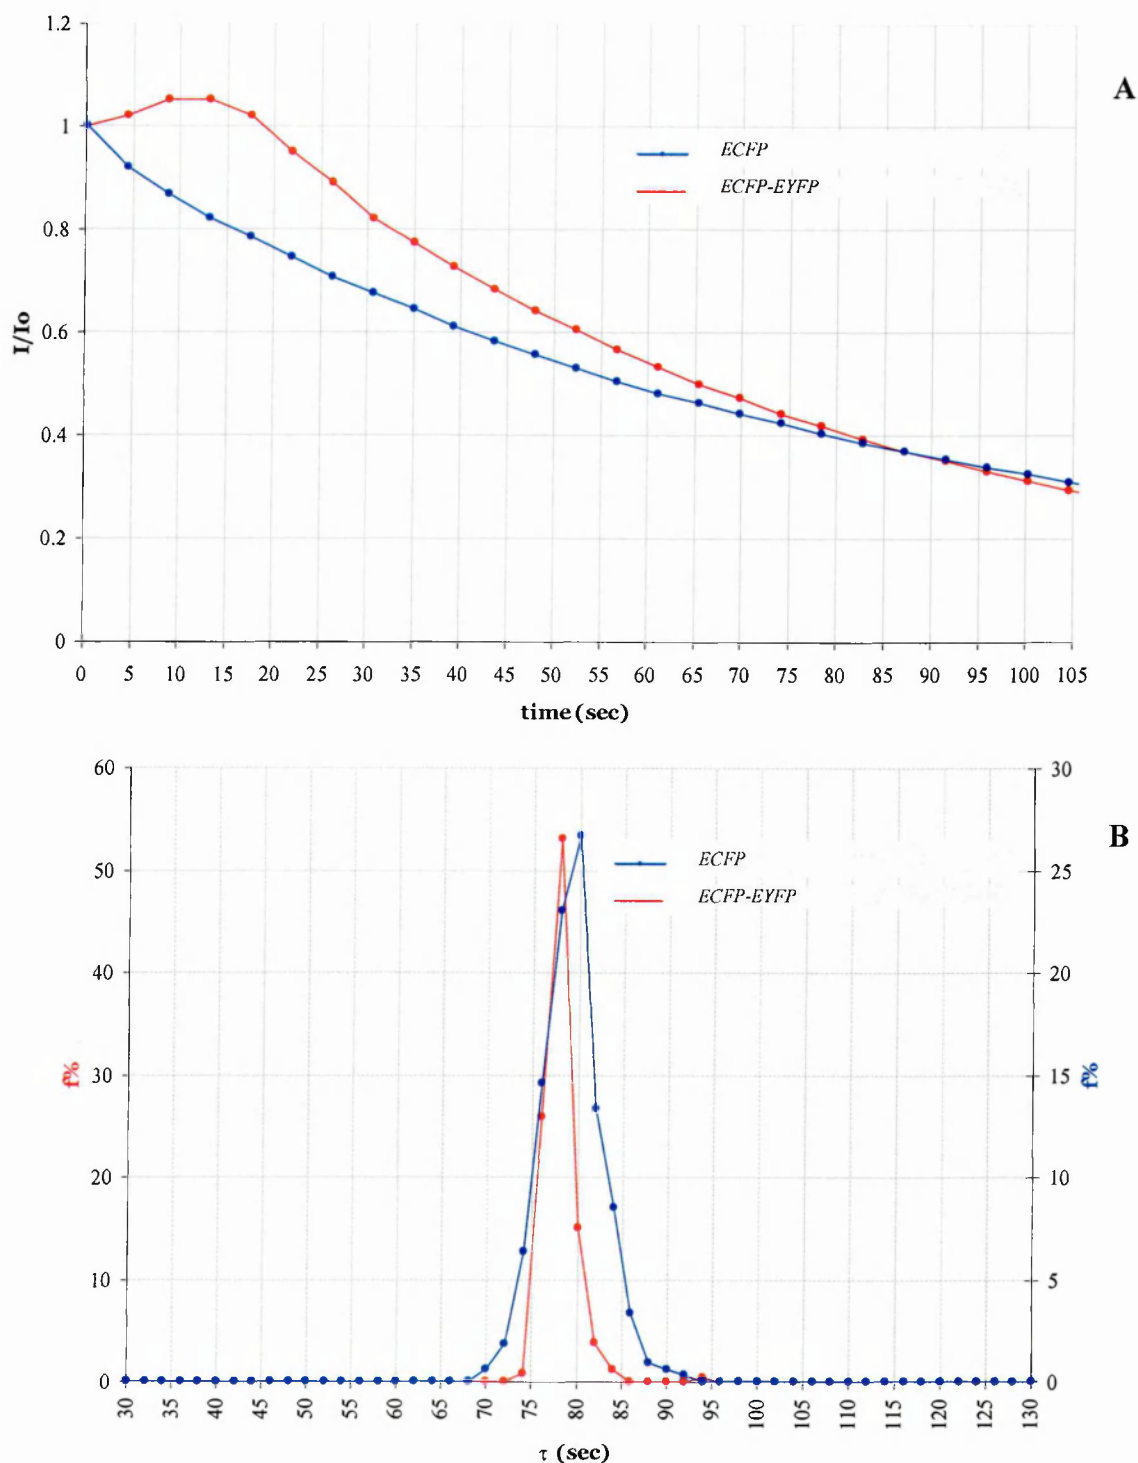 A
1.2
1
0.8
0.6
0.4
0.2
0
I/Io
ECFP
ECFP-EYFP
0 5 10 15 20 25 30 35 40 45 50 55 60 65 70 75 80 85 90 95 100 105
time (sec)
B
60
50
40
30
20
10
0
f%
30
25
20
15
10
5
0
f%
ECFP
ECFP-EYFP
30 35 40 45 50 55 60 65 70 75 80 85 90 95 100 105 110 115 120 125 130
τ (sec)